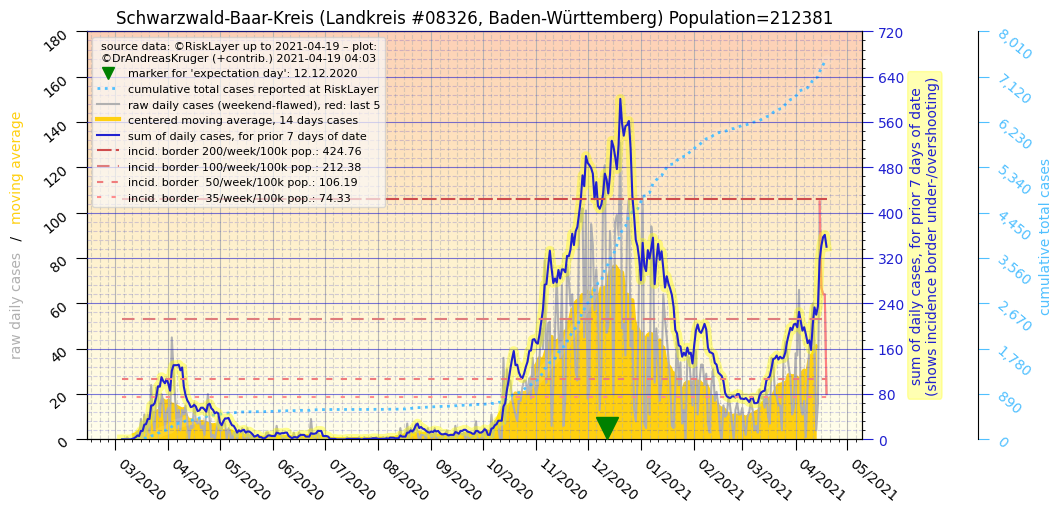 Schwarzwald-Baar-Kreis (Landkreis #08326, Baden-Württemberg) Population=212381
source data: ©RiskLayer up to 2021-04-19 – plot:
©DrAndreasKruger (+contrib.) 2021-04-19 04:03
marker for 'expectation day': 12.12.2020
cumulative total cases reported at RiskLayer
raw daily cases (weekend-flawed), red: last 5
centered moving average, 14 days cases
sum of daily cases, for prior 7 days of date
incid. border 200/week/100k pop.: 424.76
incid. border 100/week/100k pop.: 212.38
incid. border  50/week/100k pop.: 106.19
incid. border  35/week/100k pop.: 74.33
raw daily cases / moving average
180
160
140
120
100
80
60
40
20
0
03/2020
04/2020
05/2020
06/2020
07/2020
08/2020
09/2020
10/2020
11/2020
12/2020
01/2021
02/2021
03/2021
04/2021
05/2021
720
640
560
480
400
320
240
160
80
0
sum of daily cases, for prior 7 days of date
(shows incidence border under-/overshooting)
8,010
7,120
6,230
5,340
4,450
3,560
2,670
1,780
890
0
cumulative total cases